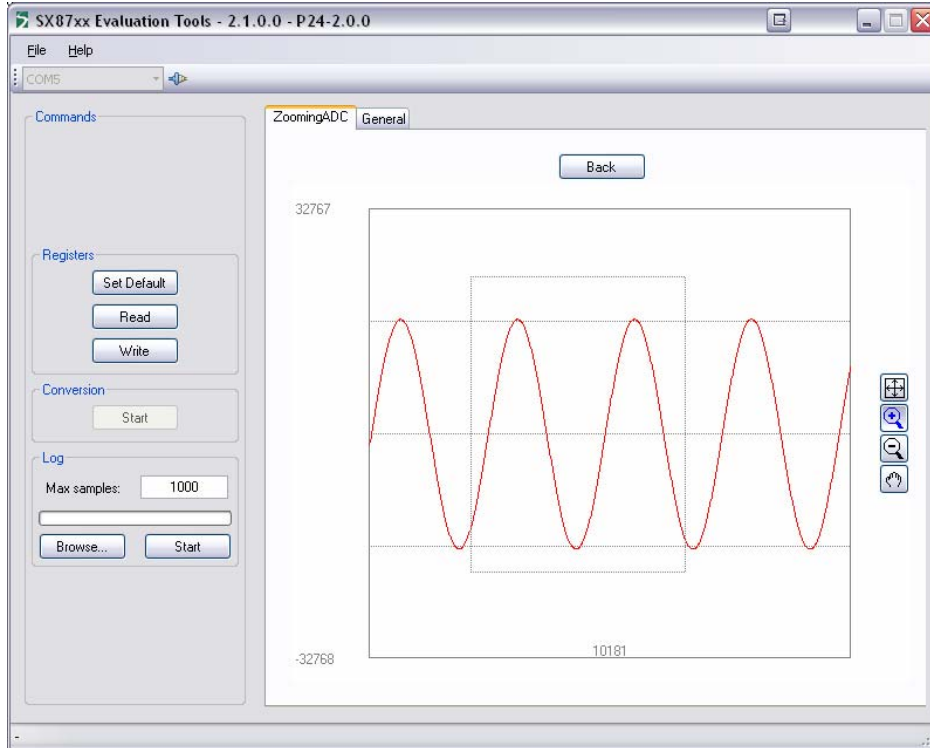 SX87xx Evaluation Tools - 2.1.0.0 - P24-2.0.0
File Help
COM5
Commands
Registers
Set Default
Read
Write
Conversion
Start
Log
Max samples: 1000
Browse... Start
ZoomingADC General
Back
32767
-32768
10181
-